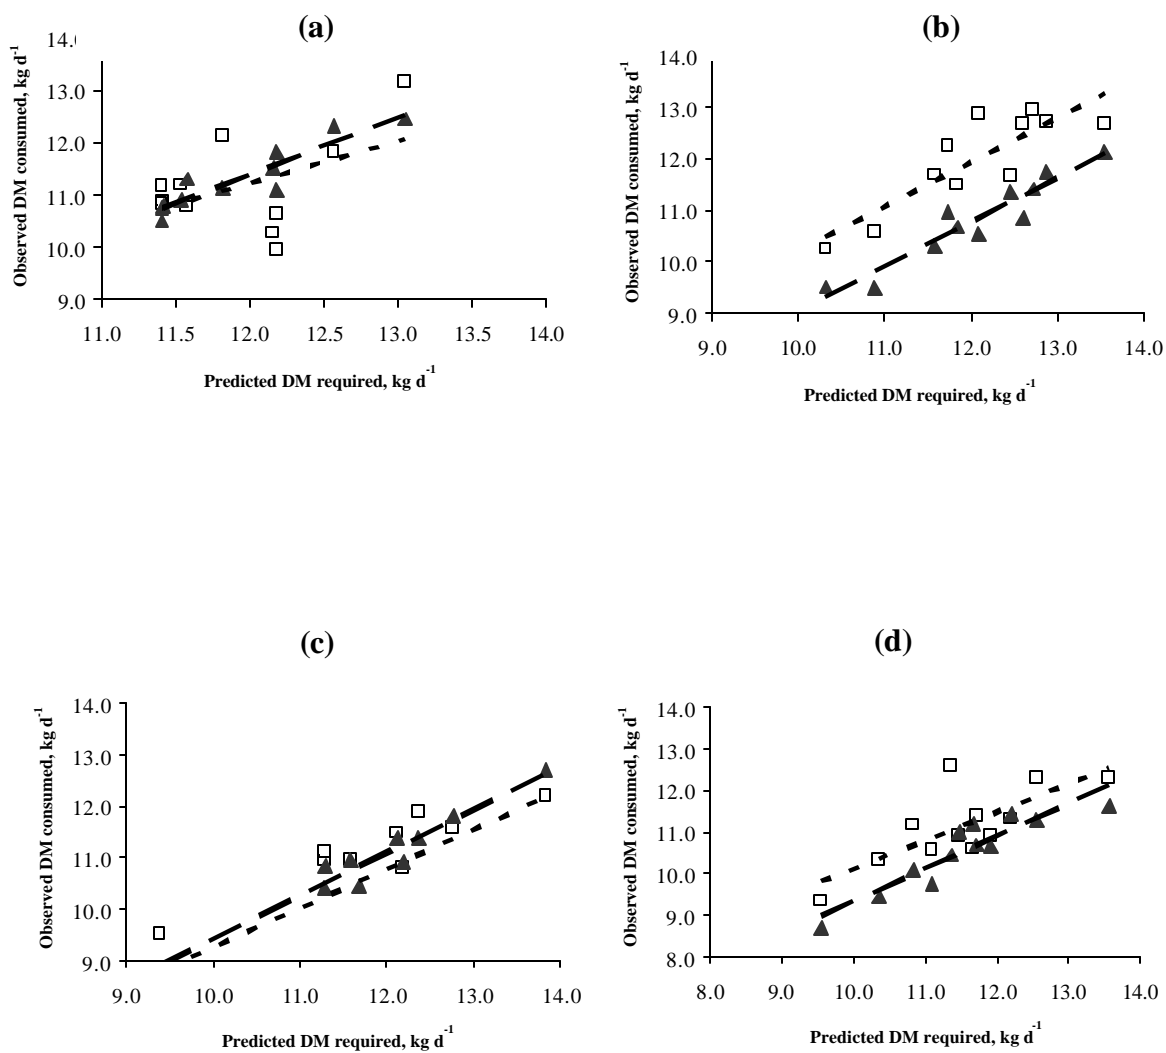 (a)
14.0
13.0
12.0
11.0
10.0
9.0
Observed DM consumed, kg d-1
11.0 11.5 12.0 12.5 13.0 13.5 14.0
Predicted DM required, kg d-1
(b)
14.0
13.0
12.0
11.0
10.0
9.0
Observed DM consumed, kg d-1
9.0 10.0 11.0 12.0 13.0 14.0
Predicted DM required, kg d-1
(c)
14.0
13.0
12.0
11.0
10.0
9.0
Observed DM consumed, kg d-1
9.0 10.0 11.0 12.0 13.0 14.0
Predicted DM required, kg d-1
(d)
14.0
13.0
12.0
11.0
10.0
9.0
8.0
Observed DM consumed, kg d-1
8.0 10.0 11.0 12.0 13.0 14.0
Predicted DM required, kg d-1